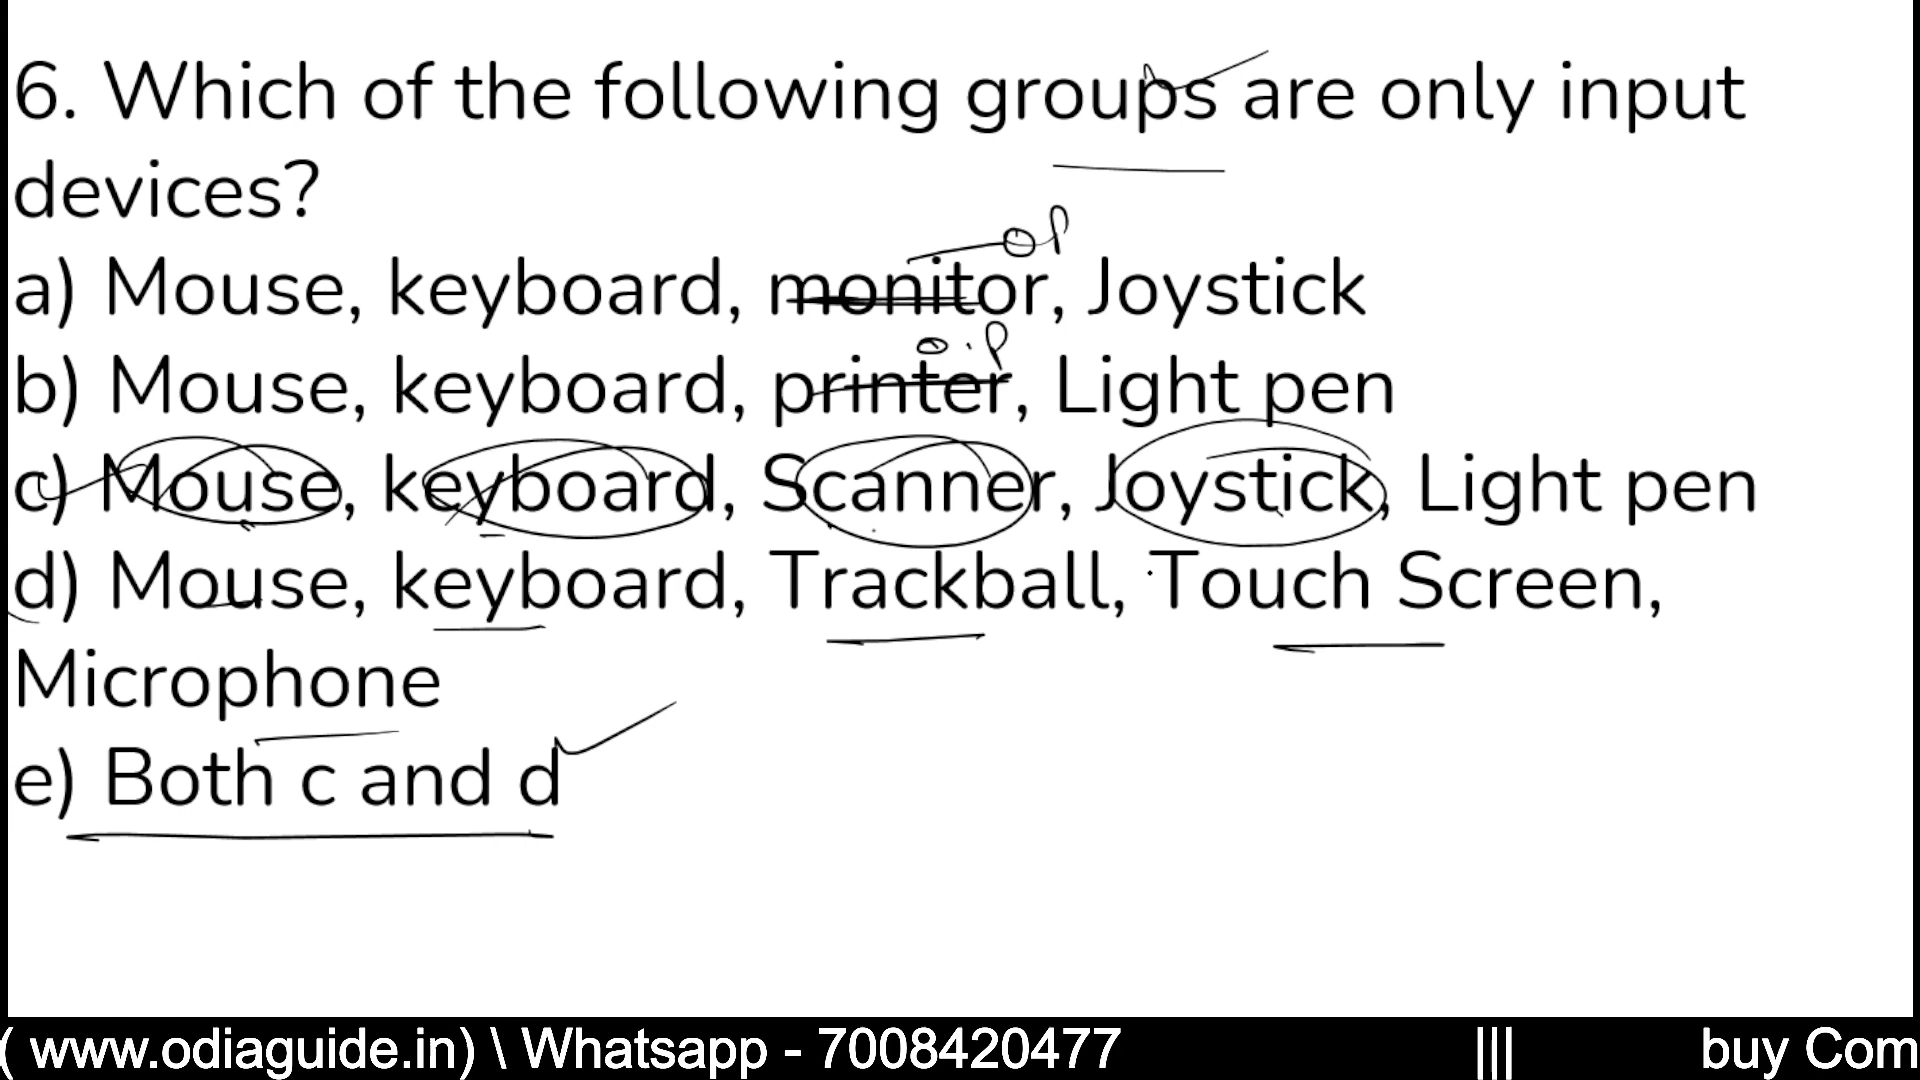 6. Which of the following groups are only input
devices?
op
a) Mouse, keyboard, monitor, Joystick
o.p
b) Mouse, keyboard, printer, Light pen
c) Mouse, keyboard, Scanner, Joystick, Light pen
d) Mouse, keyboard, Trackball, Touch Screen,
Microphone
e) Both c and d
( www.odiaguide.in) \ Whatsapp - 7008420477 ||| buy Com